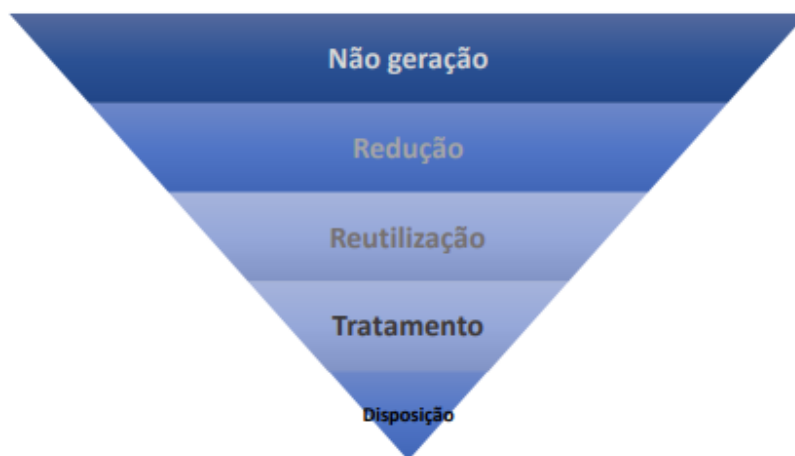 Não geração
Redução
Reutilização
Tratamento
Disposição